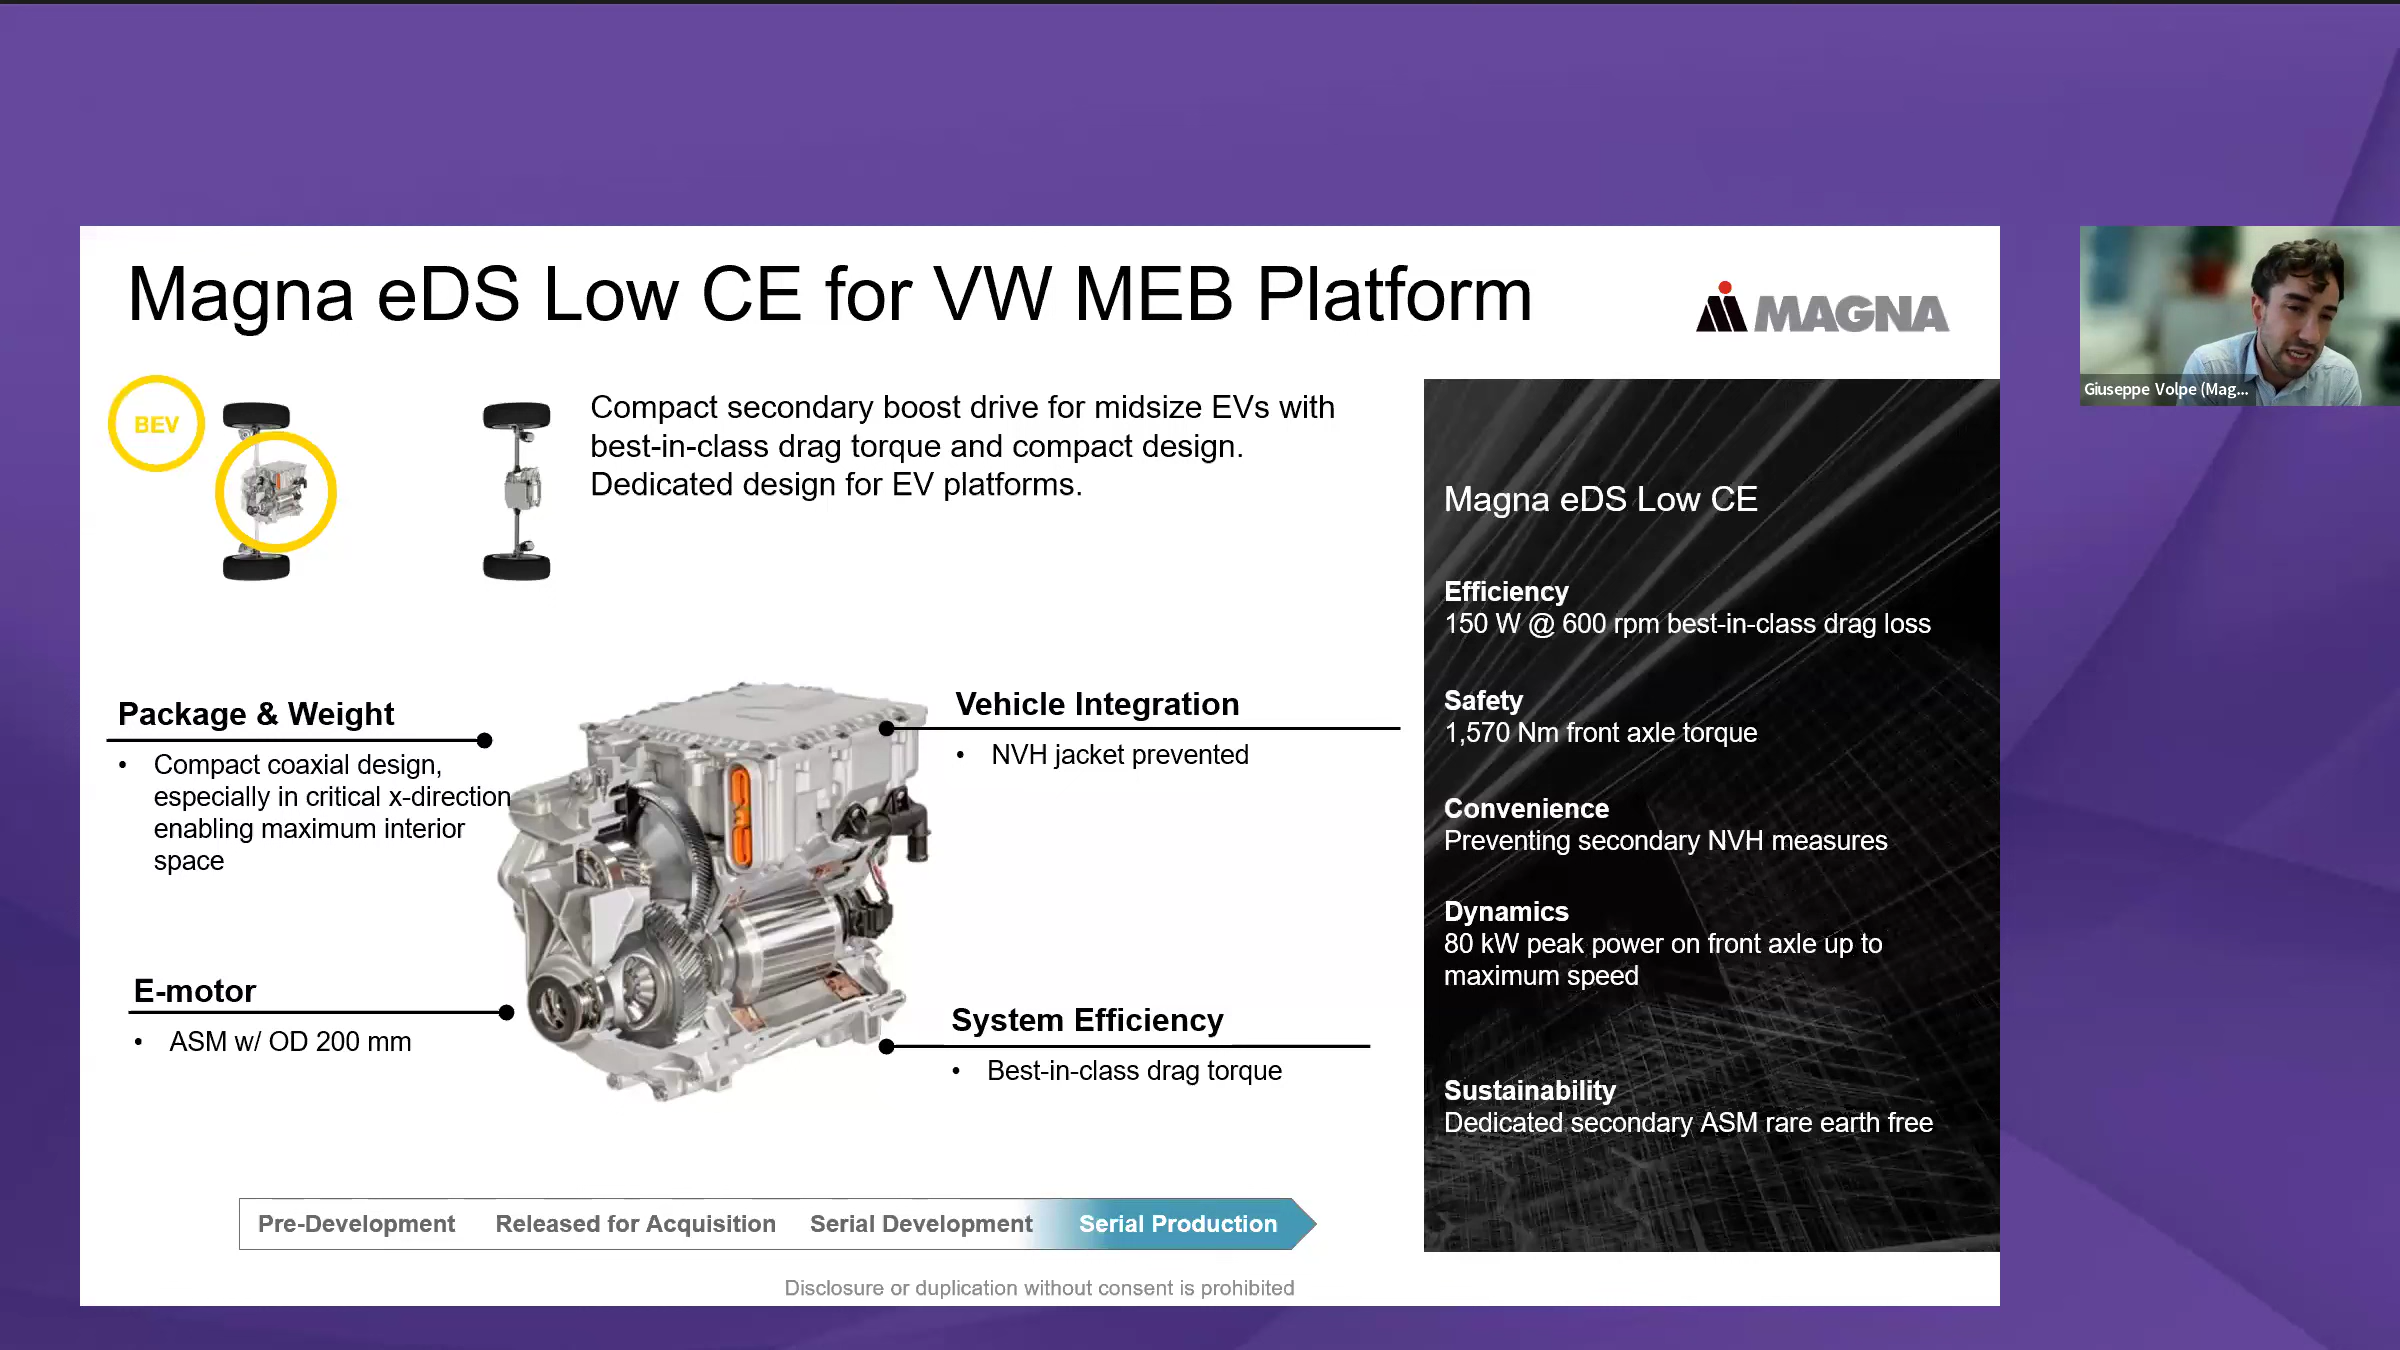 Magna eDS Low CE for VW MEB Platform
MAGNA
BEV
Compact secondary boost drive for midsize EVs with
best-in-class drag torque and compact design.
Dedicated design for EV platforms.
Package & Weight
• Compact coaxial design,
especially in critical x-direction
enabling maximum interior
space
E-motor
• ASM w/ OD 200 mm
Vehicle Integration
• NVH jacket prevented
System Efficiency
• Best-in-class drag torque
Magna eDS Low CE
Efficiency
150 W @ 600 rpm best-in-class drag loss
Safety
1,570 Nm front axle torque
Convenience
Preventing secondary NVH measures
Dynamics
80 kW peak power on front axle up to
maximum speed
Sustainability
Dedicated secondary ASM rare earth free
Pre-Development Released for Acquisition Serial Development Serial Production
Disclosure or duplication without consent is prohibited
Giuseppe Volpe (Mag...